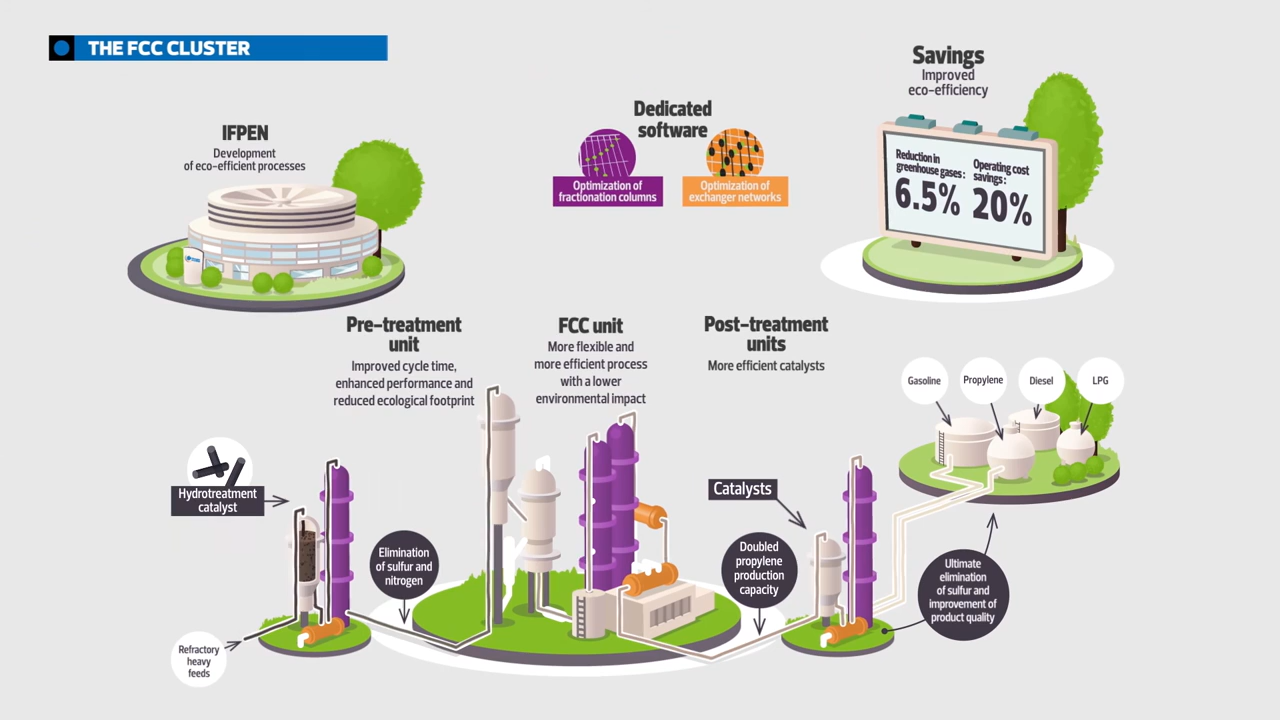 THE FCC CLUSTER
IFPEN
Development
of eco-efficient processes
Dedicated
software
Optimization of
fractionation columns
Optimization of
exchanger networks
Savings
Improved
eco-efficiency
Reduction in
greenhouse gases :
6.5%
Operating cost
savings :
20%
Pre-treatment
unit
Improved cycle time,
enhanced performance and
reduced ecological footprint
FCC unit
More flexible and
more efficient process
with a lower
environmental impact
Post-treatment
units
More efficient catalysts
Gasoline
Propylene
Diesel
LPG
Hydrotreatment
catalyst
Catalysts
Elimination
of sulfur and
nitrogen
Doubled
propylene
production
capacity
Ultimate
elimination
of sulfur and
improvement of
product quality
Refractory
heavy
feeds